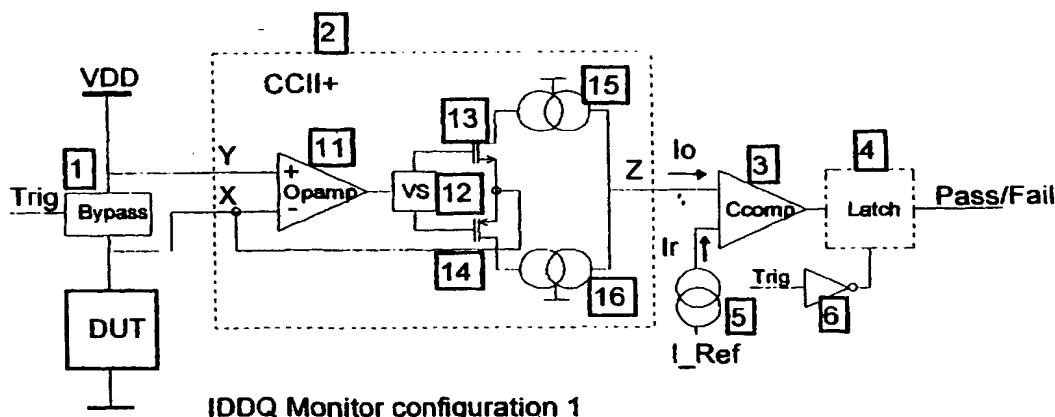 2
VDD
CCII+
15
13
1
Y
11
Io
3
4
Trig
Bypass
X
+
Opamp
-
VS
12
Z
Ccomp
Latch
Pass/Fail
14
Ir
DUT
16
5
Trig
6
I_Ref
IDDQ Monitor configuration 1